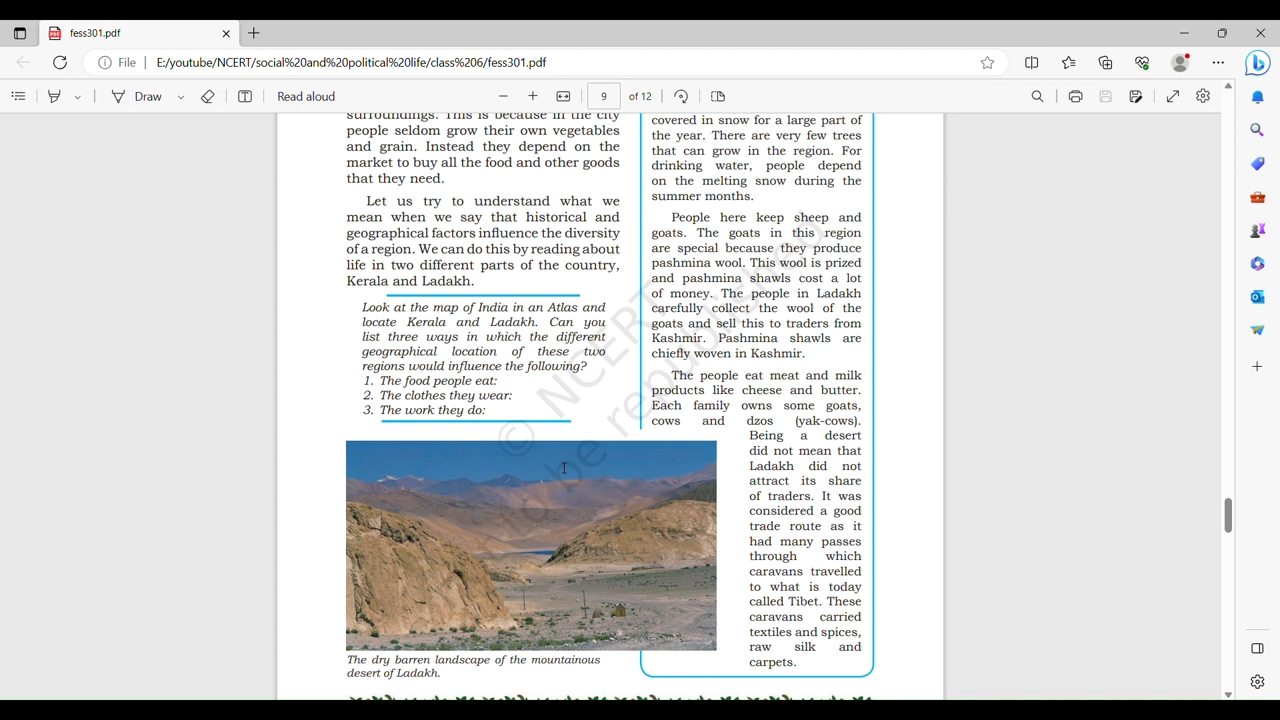 fess301.pdf
File
E:/youtube/NCERT/social%20and%20political%20life/class%206/fess301.pdf
Draw
Read aloud
9
of 12
surroundings. This is because in the city
people seldom grow their own vegetables
and grain. Instead they depend on the
market to buy all the food and other goods
that they need.
Let us try to understand what we
mean when we say that historical and
geographical factors influence the diversity
of a region. We can do this by reading about
life in two different parts of the country,
Kerala and Ladakh.
Look at the map of India in an Atlas and
locate Kerala and Ladakh. Can you
list three ways in which the different
geographical location of these two
regions would influence the following?
1. The food people eat:
2. The clothes they wear:
3. The work they do:
The dry barren landscape of the mountainous
desert of Ladakh.
covered in snow for a large part of
the year. There are very few trees
that can grow in the region. For
drinking water, people depend
on the melting snow during the
summer months.
People here keep sheep and
goats. The goats in this region
are special because they produce
pashmina wool. This wool is prized
and pashmina shawls cost a lot
of money. The people in Ladakh
carefully collect the wool of the
goats and sell this to traders from
Kashmir. Pashmina shawls are
chiefly woven in Kashmir.
The people eat meat and milk
products like cheese and butter.
Each family owns some goats,
cows and dzos (yak-cows).
Being a desert
did not mean that
Ladakh did not
attract its share
of traders. It was
considered a good
trade route as it
had many passes
through which
caravans travelled
to what is today
called Tibet. These
caravans carried
textiles and spices,
raw silk and
carpets.
© NCERT
be republished